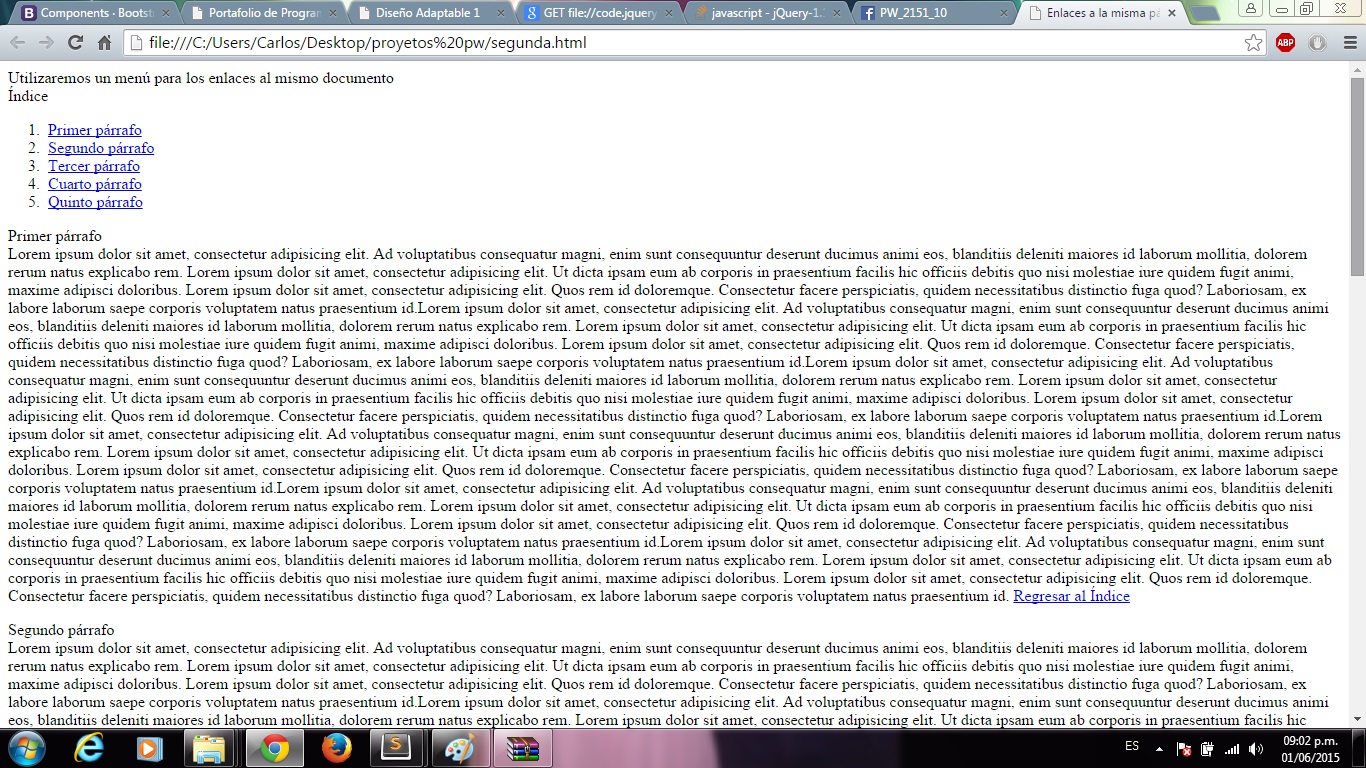 Components · Bootst
Portafolio de Program
Diseño Adaptable 1
GET file://code.jquery
javascript - jQuery-1.
PW_2151_10
Enlaces a la misma pá
file:///C:/Users/Carlos/Desktop/proyetos%20pw/segunda.html
ABP
Utilizaremos un menú para los enlaces al mismo documento
Índice
1. Primer párrafo
2. Segundo párrafo
3. Tercer párrafo
4. Cuarto párrafo
5. Quinto párrafo
Primer párrafo
Lorem ipsum dolor sit amet, consectetur adipisicing elit. Ad voluptatibus consequatur magni, enim sunt consequuntur deserunt ducimus animi eos, blanditiis deleniti maiores id laborum mollitia, dolorem
rerum natus explicabo rem. Lorem ipsum dolor sit amet, consectetur adipisicing elit. Ut dicta ipsam eum ab corporis in praesentium facilis hic officiis debitis quo nisi molestiae iure quidem fugit animi,
maxime adipisci doloribus. Lorem ipsum dolor sit amet, consectetur adipisicing elit. Quos rem id doloremque. Consectetur facere perspiciatis, quidem necessitatibus distinctio fuga quod? Laboriosam, ex
labore laborum saepe corporis voluptatem natus praesentium id.Lorem ipsum dolor sit amet, consectetur adipisicing elit. Ad voluptatibus consequatur magni, enim sunt consequuntur deserunt ducimus animi
eos, blanditiis deleniti maiores id laborum mollitia, dolorem rerum natus explicabo rem. Lorem ipsum dolor sit amet, consectetur adipisicing elit. Ut dicta ipsam eum ab corporis in praesentium facilis hic
officiis debitis quo nisi molestiae iure quidem fugit animi, maxime adipisci doloribus. Lorem ipsum dolor sit amet, consectetur adipisicing elit. Quos rem id doloremque. Consectetur facere perspiciatis,
quidem necessitatibus distinctio fuga quod? Laboriosam, ex labore laborum saepe corporis voluptatem natus praesentium id.Lorem ipsum dolor sit amet, consectetur adipisicing elit. Ad voluptatibus
consequatur magni, enim sunt consequuntur deserunt ducimus animi eos, blanditiis deleniti maiores id laborum mollitia, dolorem rerum natus explicabo rem. Lorem ipsum dolor sit amet, consectetur
adipisicing elit. Ut dicta ipsam eum ab corporis in praesentium facilis hic officiis debitis quo nisi molestiae iure quidem fugit animi, maxime adipisci doloribus. Lorem ipsum dolor sit amet, consectetur
adipisicing elit. Quos rem id doloremque. Consectetur facere perspiciatis, quidem necessitatibus distinctio fuga quod? Laboriosam, ex labore laborum saepe corporis voluptatem natus praesentium id.Lorem
ipsum dolor sit amet, consectetur adipisicing elit. Ad voluptatibus consequatur magni, enim sunt consequuntur deserunt ducimus animi eos, blanditiis deleniti maiores id laborum mollitia, dolorem rerum natus
explicabo rem. Lorem ipsum dolor sit amet, consectetur adipisicing elit. Ut dicta ipsam eum ab corporis in praesentium facilis hic officiis debitis quo nisi molestiae iure quidem fugit animi, maxime adipisci
doloribus. Lorem ipsum dolor sit amet, consectetur adipisicing elit. Quos rem id doloremque. Consectetur facere perspiciatis, quidem necessitatibus distinctio fuga quod? Laboriosam, ex labore laborum saepe
corporis voluptatem natus praesentium id.Lorem ipsum dolor sit amet, consectetur adipisicing elit. Ad voluptatibus consequatur magni, enim sunt consequuntur deserunt ducimus animi eos, blanditiis deleniti
maiores id laborum mollitia, dolorem rerum natus explicabo rem. Lorem ipsum dolor sit amet, consectetur adipisicing elit. Ut dicta ipsam eum ab corporis in praesentium facilis hic officiis debitis quo nisi
molestiae iure quidem fugit animi, maxime adipisci doloribus. Lorem ipsum dolor sit amet, consectetur adipisicing elit. Quos rem id doloremque. Consectetur facere perspiciatis, quidem necessitatibus
distinctio fuga quod? Laboriosam, ex labore laborum saepe corporis voluptatem natus praesentium id.Lorem ipsum dolor sit amet, consectetur adipisicing elit. Ad voluptatibus consequatur magni, enim sunt
consequuntur deserunt ducimus animi eos, blanditiis deleniti maiores id laborum mollitia, dolorem rerum natus explicabo rem. Lorem ipsum dolor sit amet, consectetur adipisicing elit. Ut dicta ipsam eum ab
corporis in praesentium facilis hic officiis debitis quo nisi molestiae iure quidem fugit animi, maxime adipisci doloribus. Lorem ipsum dolor sit amet, consectetur adipisicing elit. Quos rem id doloremque.
Consectetur facere perspiciatis, quidem necessitatibus distinctio fuga quod? Laboriosam, ex labore laborum saepe corporis voluptatem natus praesentium id. Regresar al Índice
Segundo párrafo
Lorem ipsum dolor sit amet, consectetur adipisicing elit. Ad voluptatibus consequatur magni, enim sunt consequuntur deserunt ducimus animi eos, blanditiis deleniti maiores id laborum mollitia, dolorem
rerum natus explicabo rem. Lorem ipsum dolor sit amet, consectetur adipisicing elit. Ut dicta ipsam eum ab corporis in praesentium facilis hic officiis debitis quo nisi molestiae iure quidem fugit animi,
maxime adipisci doloribus. Lorem ipsum dolor sit amet, consectetur adipisicing elit. Quos rem id doloremque. Consectetur facere perspiciatis, quidem necessitatibus distinctio fuga quod? Laboriosam, ex
labore laborum saepe corporis voluptatem natus praesentium id.Lorem ipsum dolor sit amet, consectetur adipisicing elit. Ad voluptatibus consequatur magni, enim sunt consequuntur deserunt ducimus animi
eos, blanditiis deleniti maiores id laborum mollitia, dolorem rerum natus explicabo rem. Lorem ipsum dolor sit amet, consectetur adipisicing elit. Ut dicta ipsam eum ab corporis in praesentium facilis hic
ES
09:02 p.m.
01/06/2015